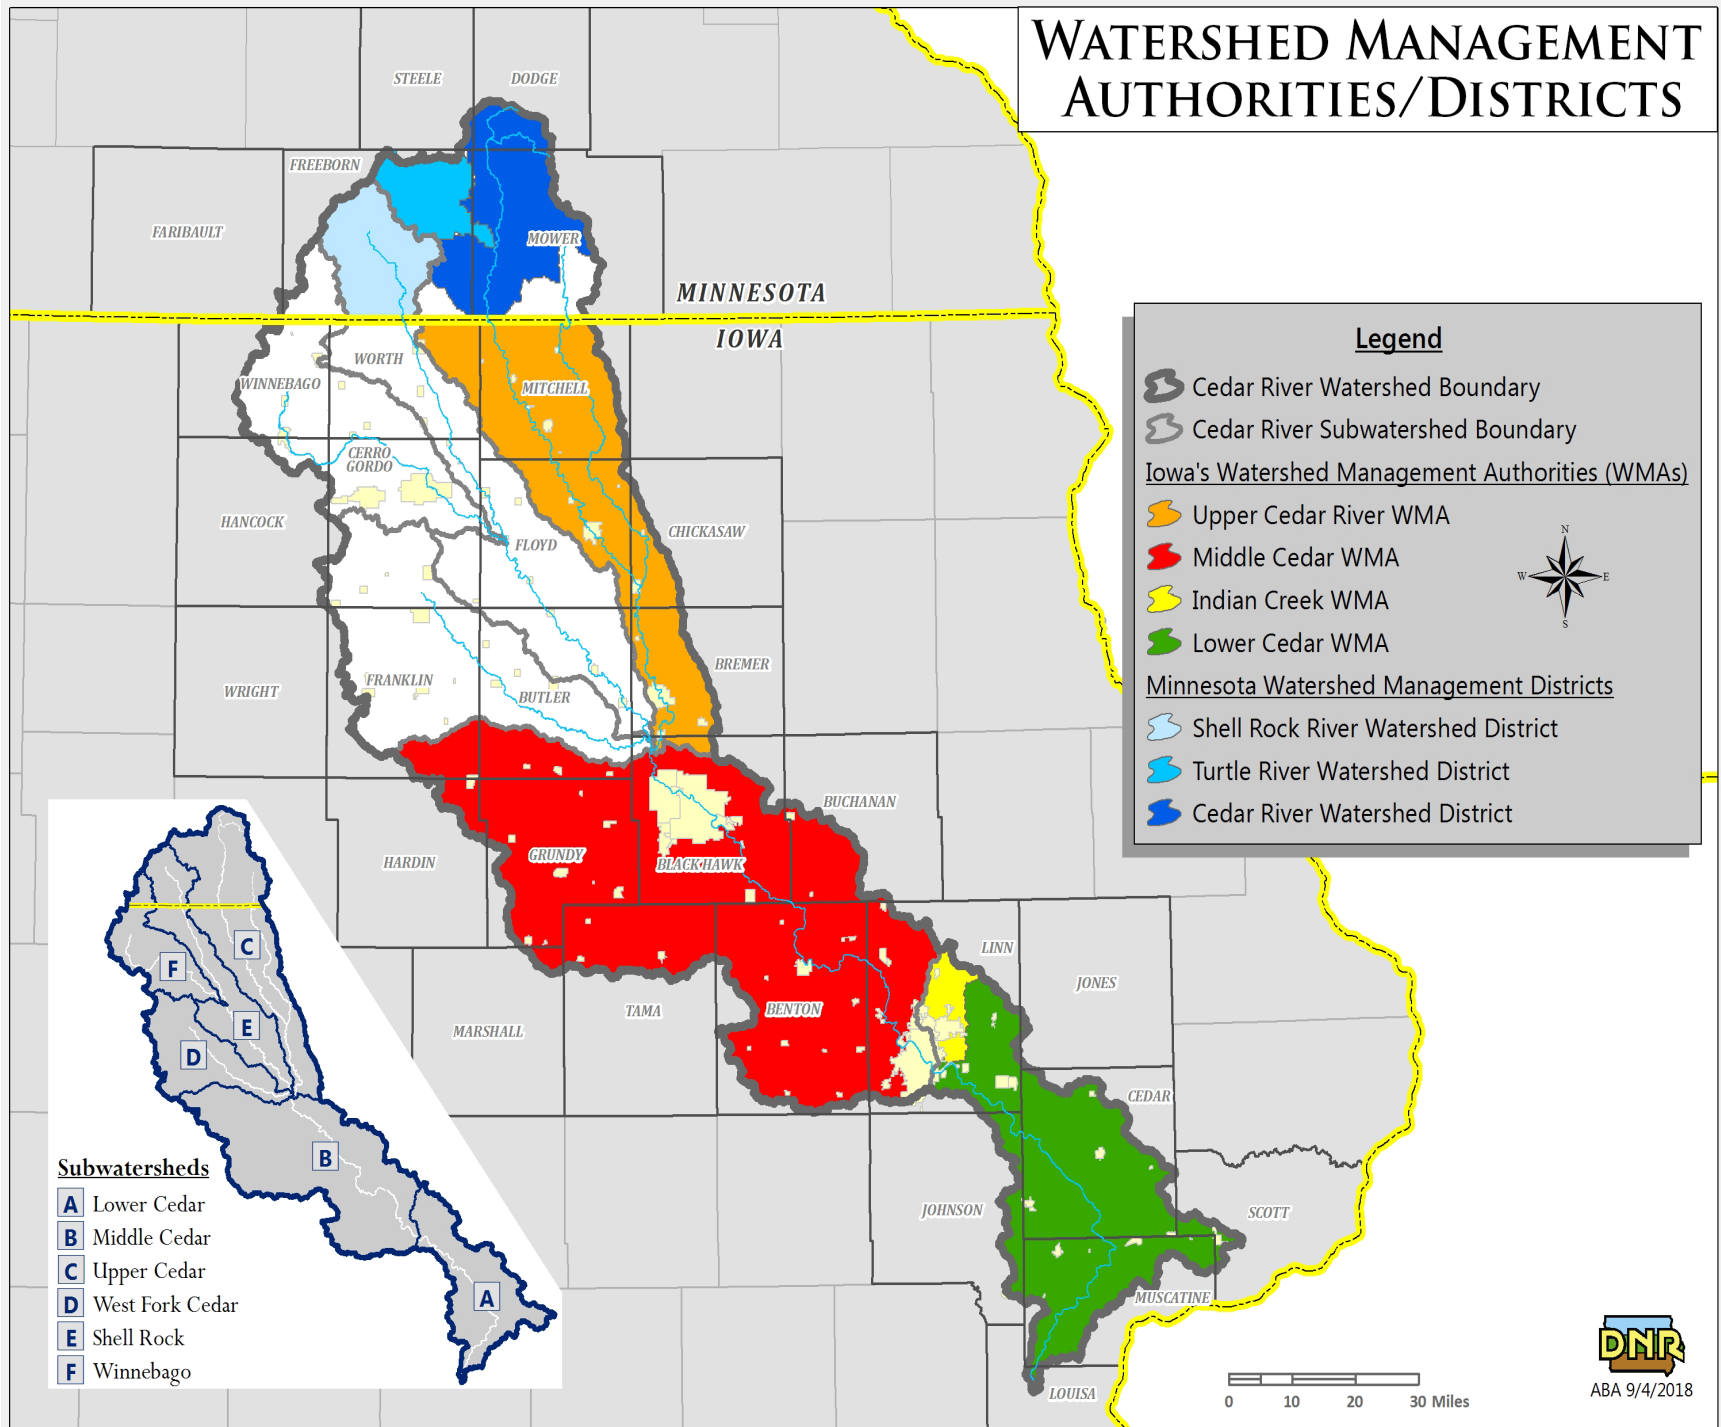 WATERSHED MANAGEMENT
AUTHORITIES/DISTRICTS
STEELE
DODGE
FREEBORN
FARIBAULT
MOWER
MINNESOTA
IOWA
WORTH
WINNEBAGO
MITCHELL
CERRO
GORDO
HANCOCK
FLOYD
CHICKASAW
WRIGHT
FRANKLIN
BUTLER
BREMER
HARDIN
GRUNDY
BLACK HAWK
BUCHANAN
MARSHALL
TAMA
BENTON
LINN
JONES
CEDAR
JOHNSON
SCOTT
MUSCATINE
LOUISA
Legend
Cedar River Watershed Boundary
Cedar River Subwatershed Boundary
Iowa's Watershed Management Authorities (WMAs)
Upper Cedar River WMA
Middle Cedar WMA
Indian Creek WMA
Lower Cedar WMA
Minnesota Watershed Management Districts
Shell Rock River Watershed District
Turtle River Watershed District
Cedar River Watershed District
N
W
E
S
C
F
E
D
B
A
Subwatersheds
A Lower Cedar
B Middle Cedar
C Upper Cedar
D West Fork Cedar
E Shell Rock
F Winnebago
0 10 20 30 Miles
DNR
ABA 9/4/2018